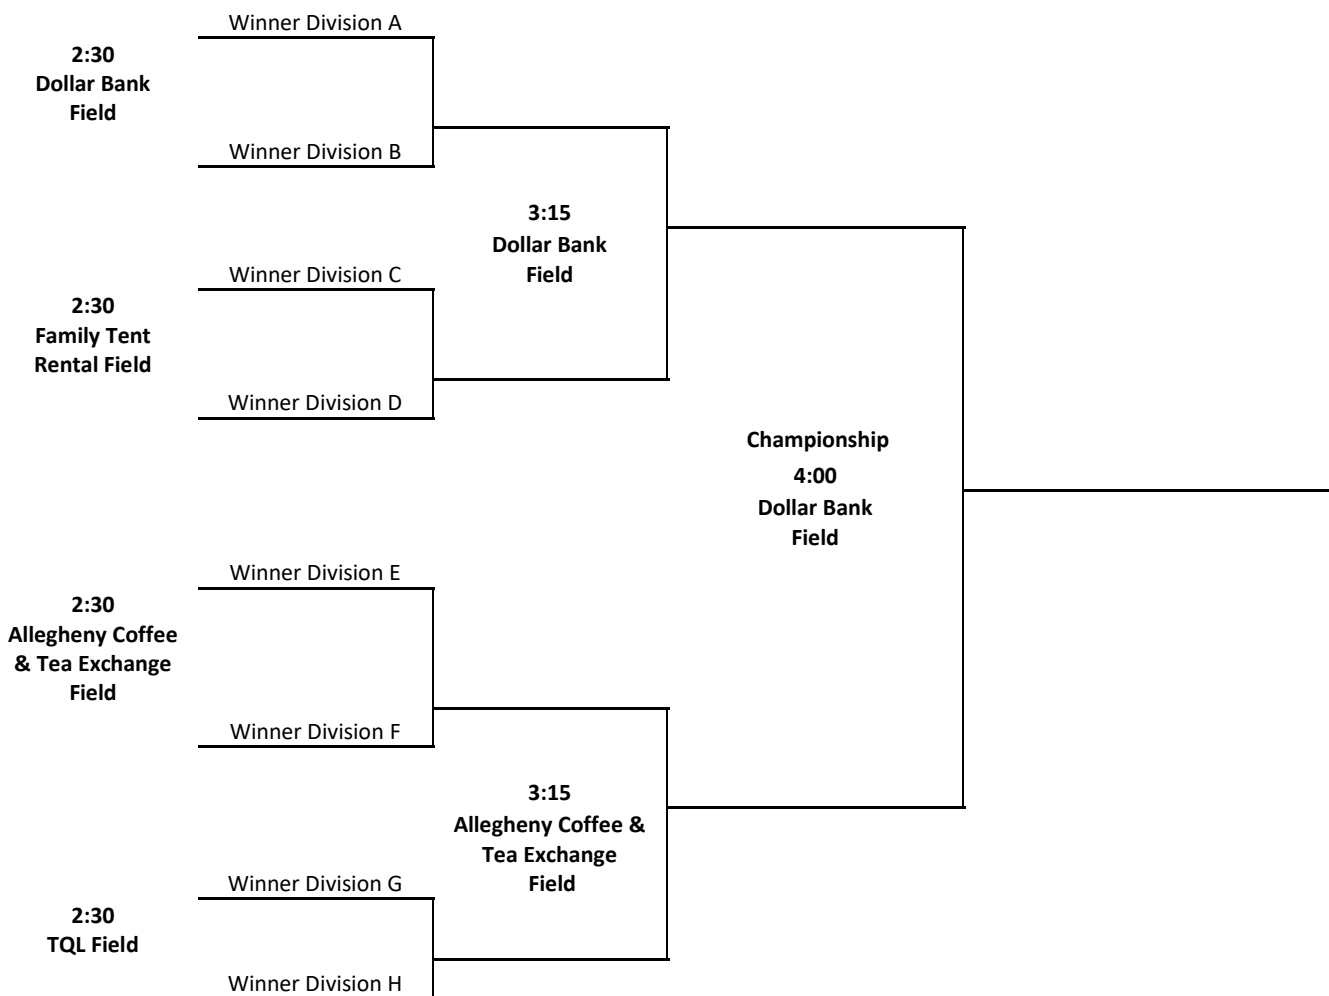 Winner Division A
2:30
Dollar Bank
Field
Winner Division B
3:15
Dollar Bank
Field
Winner Division C
2:30
Family Tent
Rental Field
Winner Division D
Championship
4:00
Dollar Bank
Field
Winner Division E
2:30
Allegheny Coffee
& Tea Exchange
Field
Winner Division F
3:15
Allegheny Coffee &
Tea Exchange
Field
Winner Division G
2:30
TQL Field
Winner Division H